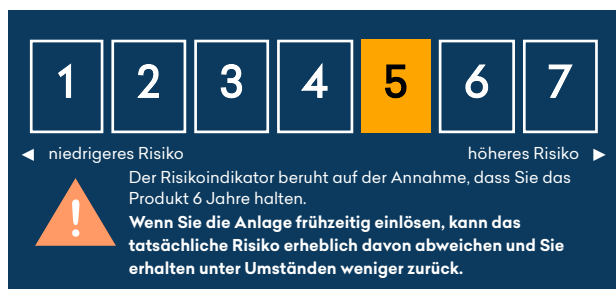 1 2 3 4 5 6 7
◄ niedrigeres Risiko höheres Risiko ►
Der Risikoindikator beruht auf der Annahme, dass Sie das
Produkt 6 Jahre halten.
Wenn Sie die Anlage frühzeitig einlösen, kann das
tatsächliche Risiko erheblich davon abweichen und Sie
erhalten unter Umständen weniger zurück.
!